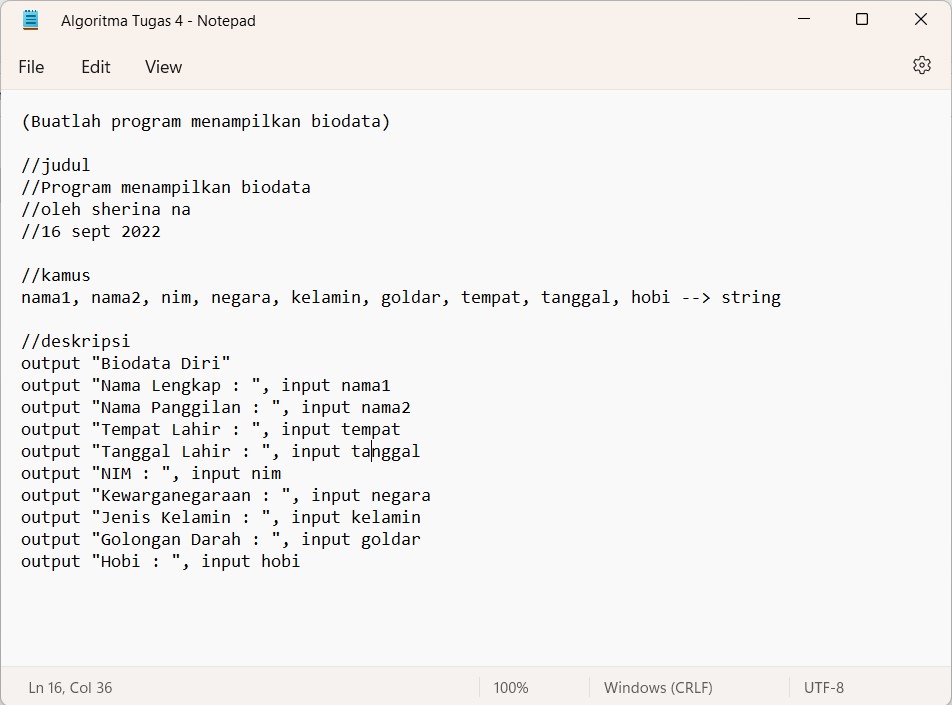 Algoritma Tugas 4 - Notepad
File Edit View
(Buatlah program menampilkan biodata)
//judul
//Program menampilkan biodata
//oleh sherina na
//16 sept 2022
//kamus
nama1, nama2, nim, negara, kelamin, goldar, tempat, tanggal, hobi --> string
//deskripsi
output "Biodata Diri"
output "Nama Lengkap : ", input nama1
output "Nama Panggilan : ", input nama2
output "Tempat Lahir : ", input tempat
output "Tanggal Lahir : ", input tanggal
output "NIM : ", input nim
output "Kewarganegaraan : ", input negara
output "Jenis Kelamin : ", input kelamin
output "Golongan Darah : ", input goldar
output "Hobi : ", input hobi
Ln 16, Col 36 100% Windows (CRLF) UTF-8